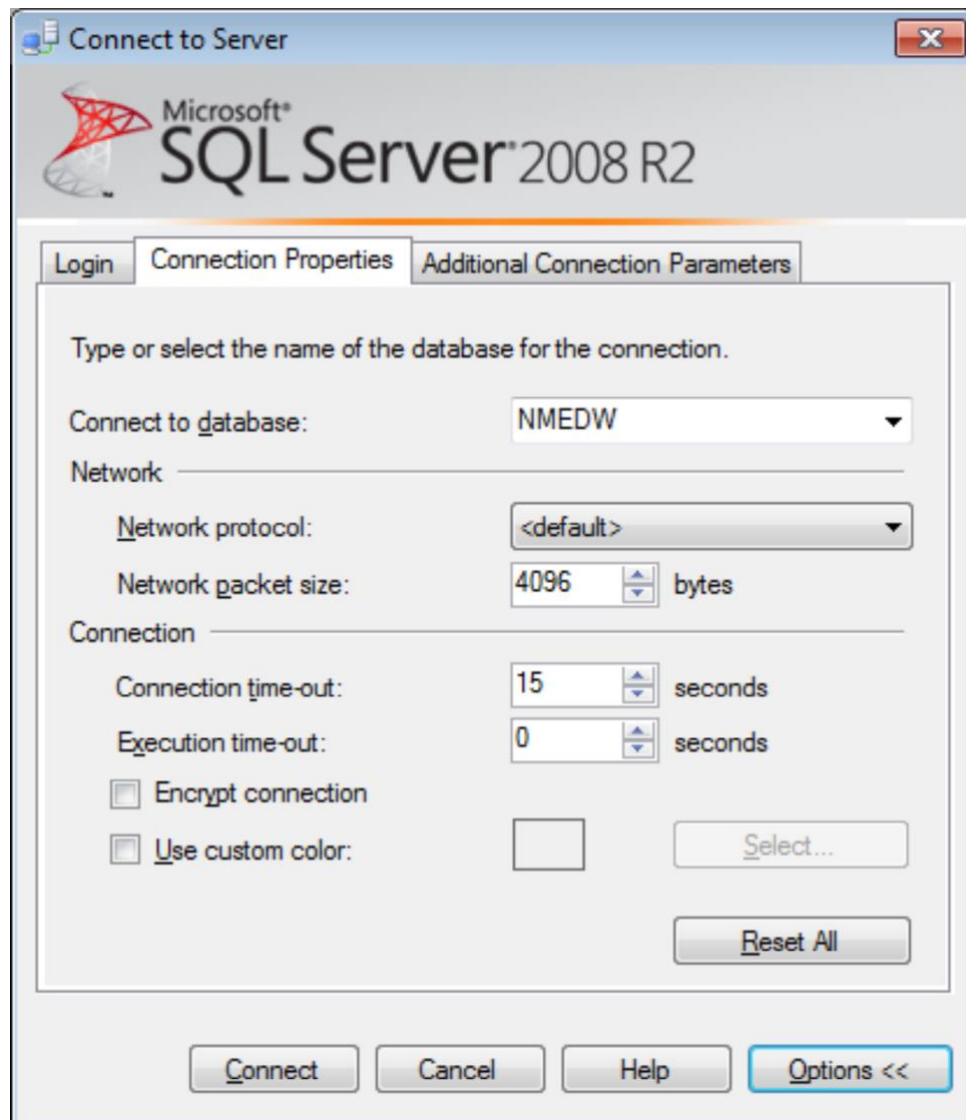 Connect to Server
Microsoft®
SQL Server® 2008 R2
Login Connection Properties Additional Connection Parameters
Type or select the name of the database for the connection.
Connect to database: NMEDW
Network
Network protocol: <default>
Network packet size: 4096 bytes
Connection
Connection time-out: 15 seconds
Execution time-out: 0 seconds
Encrypt connection
Use custom color: Select...
Reset All
Connect Cancel Help Options <<